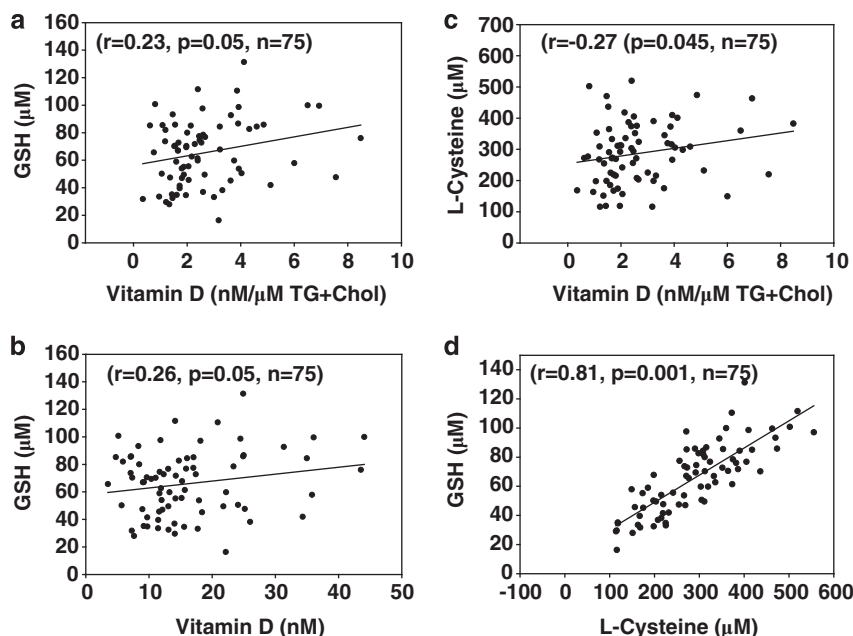 a
(r=0.23, p=0.05, n=75)
GSH (μM)
160
140
120
100
80
60
40
20
0
0 2 4 6 8 10
Vitamin D (nM/μM TG+Chol)
c
(r=-0.27 (p=0.045, n=75)
L-Cysteine (μM)
700
600
500
400
300
200
100
0
0 2 4 6 8 10
Vitamin D (nM/μM TG+Chol)
b
(r=0.26, p=0.05, n=75)
GSH (μM)
160
140
120
100
80
60
40
20
0
0 10 20 30 40 50
Vitamin D (nM)
d
(r=0.81, p=0.001, n=75)
GSH (μM)
160
140
120
100
80
60
40
20
0
-100 0 100 200 300 400 500 600
L-Cysteine (μM)